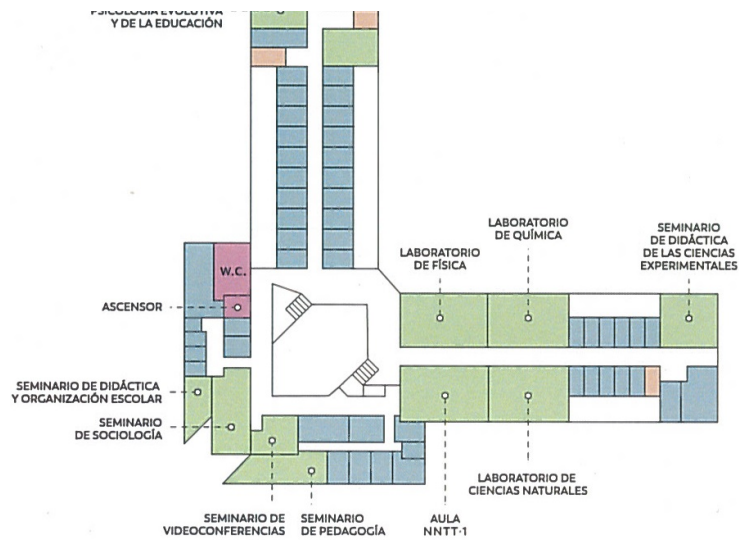 PSICOLOGÍA EVOLUTIVA
Y DE LA EDUCACIÓN
LABORATORIO
DE QUÍMICA
SEMINARIO
DE DIDÁCTICA
DE LAS CIENCIAS
EXPERIMENTALES
LABORATORIO
DE FÍSICA
W.C.
ASCENSOR
SEMINARIO DE DIDÁCTICA
Y ORGANIZACIÓN ESCOLAR
SEMINARIO
DE SOCIOLOGÍA
LABORATORIO DE
CIENCIAS NATURALES
SEMINARIO DE
VIDEOCONFERENCIAS
SEMINARIO
DE PEDAGOGÍA
AULA
NNTT·1